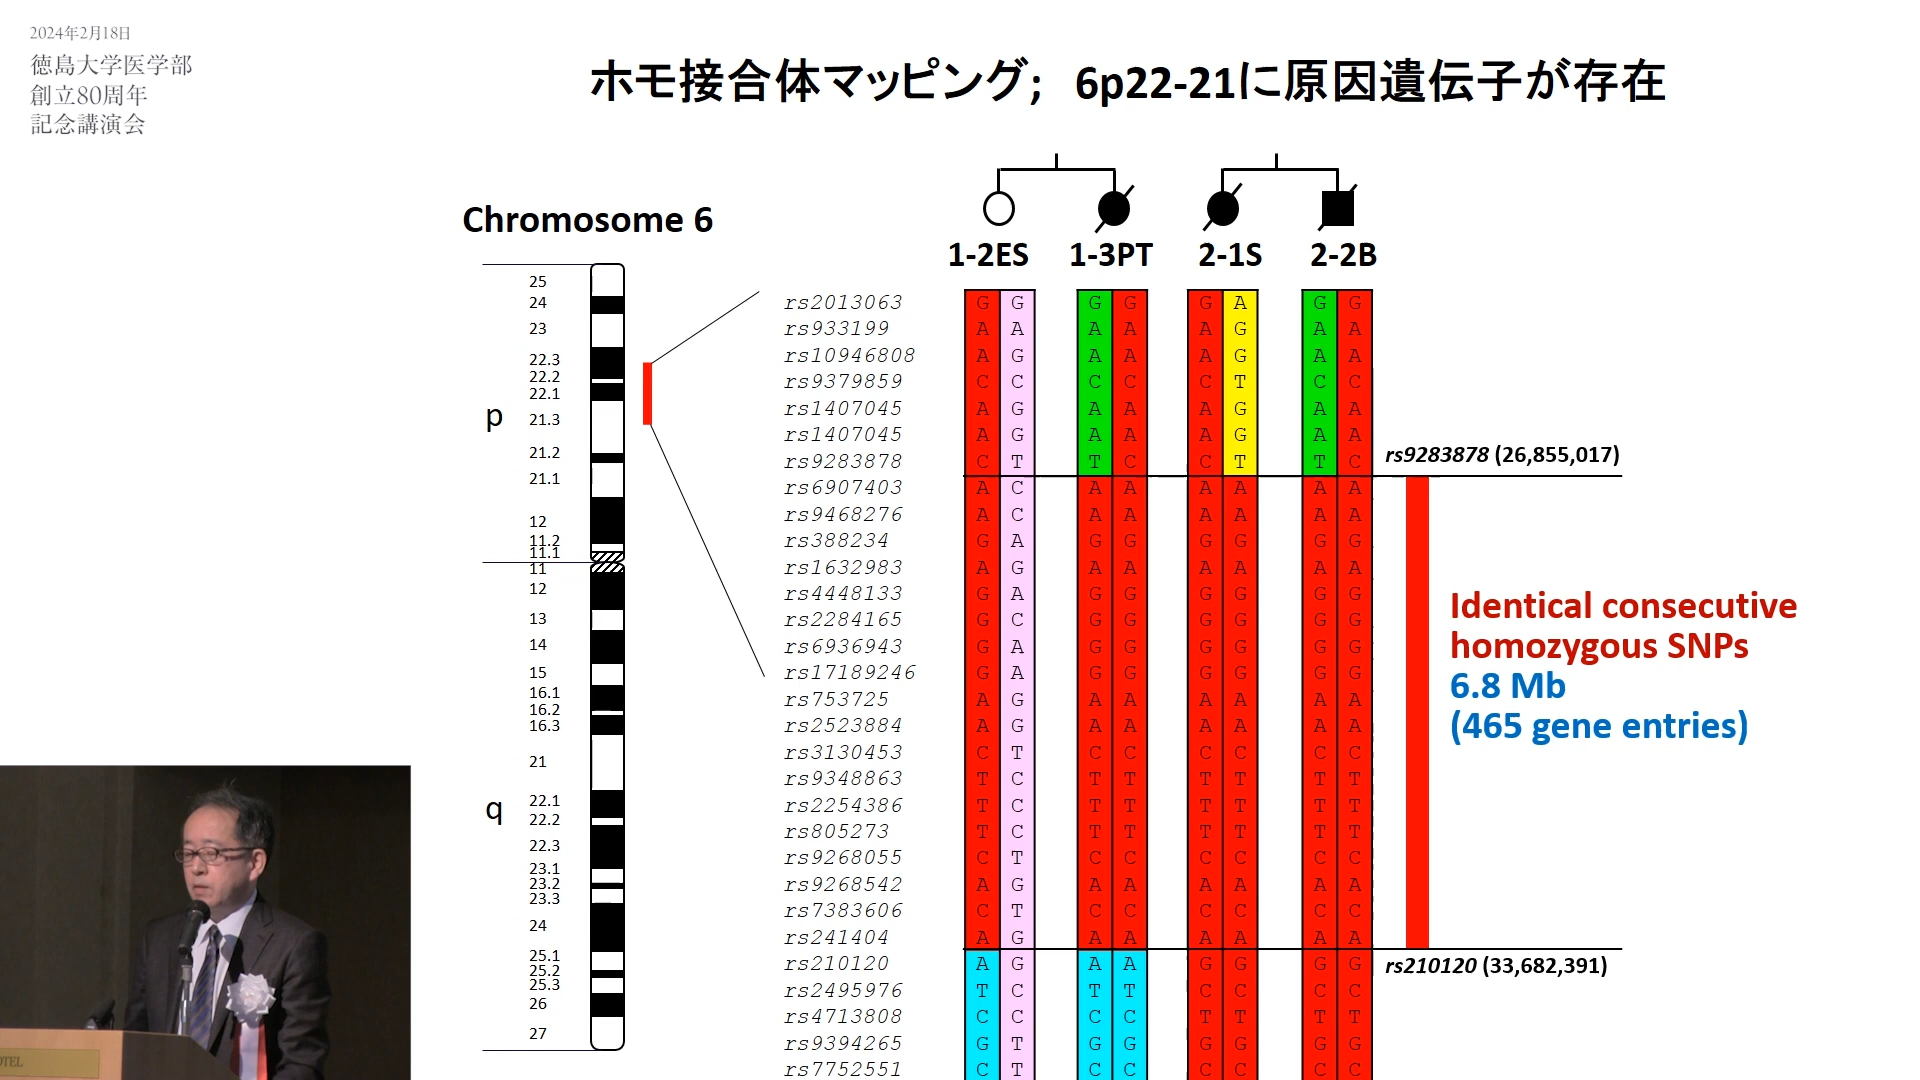 2024年2月18日
徳島大学医学部
創立80周年
記念講演会
ホモ接合体マッピング; 6p22-21に原因遺伝子が存在
Chromosome 6
1-2ES 1-3PT 2-1S 2-2B
p
25
24
23
22.3
22.2
22.1
21.3
21.2
21.1
12
11.2
11.1
q
11
12
13
14
15
16.1
16.2
16.3
21
22.1
22.2
22.3
23.1
23.2
23.3
24
25.1
25.2
25.3
26
27
rs2013063 G G G G G A G G
rs933199 A A A A A G A A
rs10946808 A G A A A G A A
rs9379859 C C C C C T C C
rs1407045 A G A A A G A A
rs1407045 A G A A A G A A
rs9283878 C T T C C T T C
rs6907403 A C A A A A A A
rs9468276 A C A A A A A A
rs388234 G A G G G G G G
rs1632983 A G A A A A A A
rs4448133 G A G G G G G G
rs2284165 G C G G G G G G
rs6936943 G A G G G G G G
rs17189246 G A G G G G G G
rs753725 A G A A A A A A
rs2523884 A G A A A A A A
rs3130453 C T C C C C C C
rs9348863 T C T T T T T T
rs2254386 T C T T T T T T
rs805273 T C T T T T T T
rs9268055 C T C C C C C C
rs9268542 A G A A A A A A
rs7383606 C T C C C C C C
rs241404 A G A A A A A A
rs210120 A G A A G G G G
rs2495976 T C T T C C C C
rs4713808 C C C C T T T T
rs9394265 G T G G G G G G
rs7752551 C T C C C C C C
rs9283878 (26,855,017)
Identical consecutive
homozygous SNPs
6.8 Mb
(465 gene entries)
rs210120 (33,682,391)
OTEL